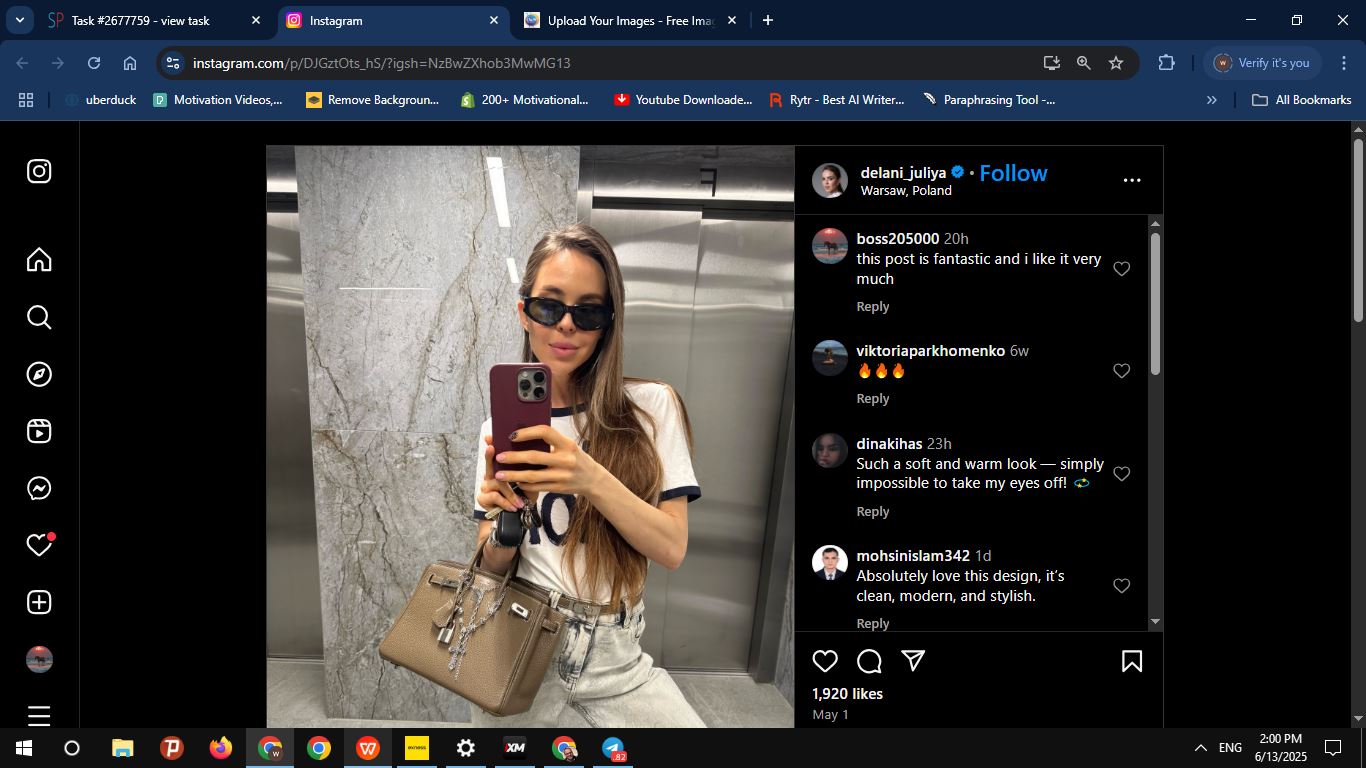 Task #2677759 - view task
Instagram
Upload Your Images - Free Imag
instagram.com/p/DJGztOts_hS/?igsh=NzBwZXhob3MwMG13
Verify it's you
uberduck
Motivation Videos,...
Remove Backgroun...
200+ Motivational...
Youtube Downloade...
Rytr - Best AI Writer...
Paraphrasing Tool -...
»
All Bookmarks
delani_juliya • Follow
Warsaw, Poland
boss205000 20h
this post is fantastic and i like it very
much
Reply
viktoriaparkhomenko 6w
🔥🔥🔥
Reply
dinakihas 23h
Such a soft and warm look — simply
impossible to take my eyes off! 💫
Reply
mohsinislam342 1d
Absolutely love this design, it's
clean, modern, and stylish.
Reply
1,920 likes
May 1
exness
XM
82
ENG
2:00 PM
6/13/2025